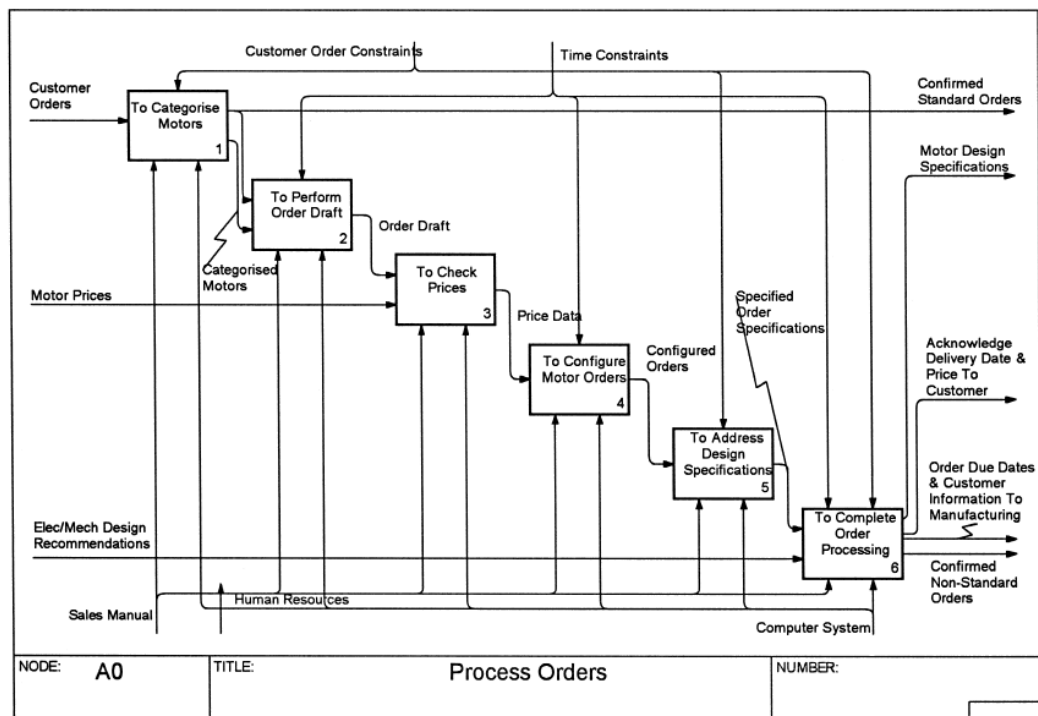 Customer Order Constraints
Time Constraints
Customer
Orders
To Categorise
Motors
1
Confirmed
Standard Orders
Motor Design
Specifications
To Perform
Order Draft
2
Order Draft
Categorised
Motors
To Check
Prices
3
Motor Prices
Price Data
Specified
Order
Specifications
To Configure
Motor Orders
4
Configured
Orders
Acknowledge
Delivery Date &
Price To
Customer
To Address
Design
Specifications
5
Order Due Dates
& Customer
Information To
Manufacturing
To Complete
Order
Processing
6
Elec/Mech Design
Recommendations
Confirmed
Non-Standard
Orders
Sales Manual
Human Resources
Computer System
NODE: A0
TITLE: Process Orders
NUMBER: